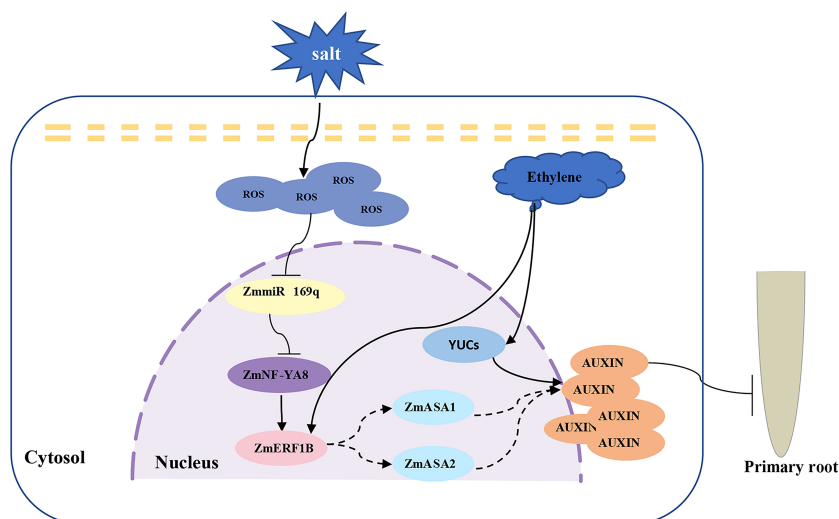 salt
ROS
ROS
ROS
ROS
Ethylene
ZmmiR 169q
YUCs
AUXIN
ZmNF-YA8
AUXIN
ZmASA1
AUXIN
AUXIN
AUXIN
ZmERF1B
ZmASA2
Cytosol
Nucleus
Primary root